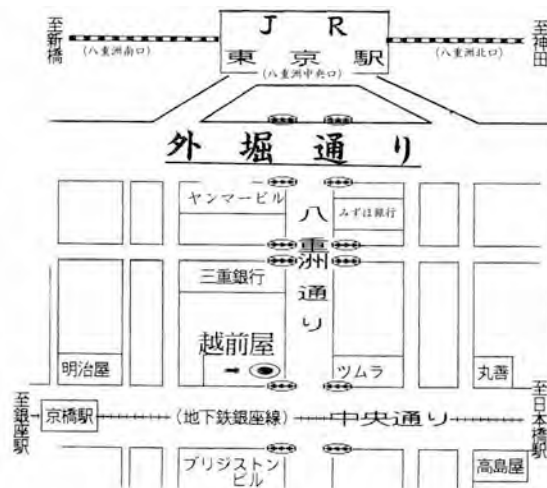 JR
東京駅
(八重洲中央口)
至新橋
(八重洲南口)
(八重洲北口)
至神田
外堀通り
ヤンマービル
みずほ銀行
八重洲通り
三重銀行
越前屋
明治屋
ツムラ
丸善
至銀座駅
京橋駅
(地下鉄銀座線)
中央通り
至日本橋駅
ブリジストン
ビル
高島屋